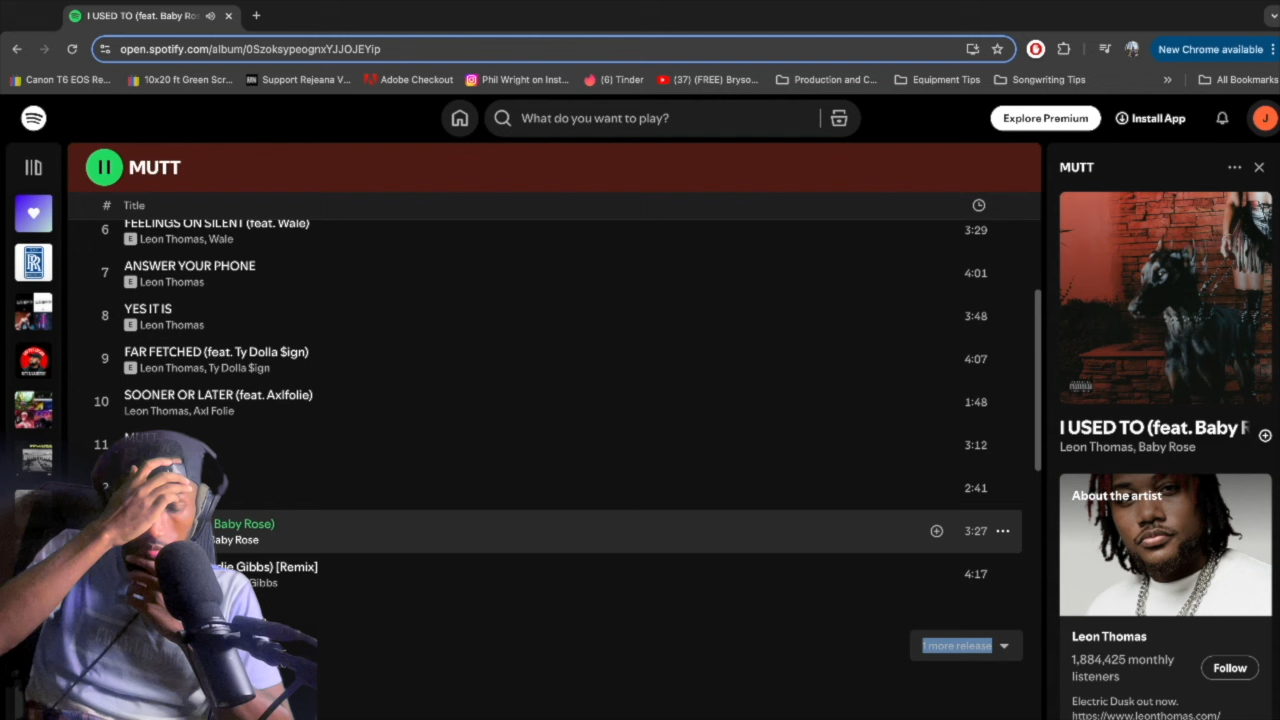 I USED TO (feat. Baby Ro
open.spotify.com/album/0SzoksypeognxYJJOJEYip
New Chrome available
Canon T6 EOS Re...
10x20 ft Green Scr...
Support Rejeana V...
Adobe Checkout
Phil Wright on Inst...
(6) Tinder
(37) (FREE) Bryso...
Production and C...
Equipment Tips
Songwriting Tips
»
All Bookmarks
What do you want to play?
Explore Premium
Install App
J
MUTT
# Title
6 FEELINGS ON SILENT (feat. Wale)
E Leon Thomas, Wale
3:29
7 ANSWER YOUR PHONE
E Leon Thomas
4:01
8 YES IT IS
E Leon Thomas
3:48
9 FAR FETCHED (feat. Ty Dolla $ign)
E Leon Thomas, Ty Dolla $ign
4:07
10 SOONER OR LATER (feat. Axlfolie)
Leon Thomas, Axl Folie
1:48
11 MUTT
3:12
2:41
Baby Rose)
Baby Rose
3:27
die Gibbs) [Remix]
Gibbs
4:17
1 more release
MUTT
I USED TO (feat. Baby R
Leon Thomas, Baby Rose
About the artist
Leon Thomas
1,884,425 monthly
listeners
Follow
Electric Dusk out now.
https://www.leonthomas.com/